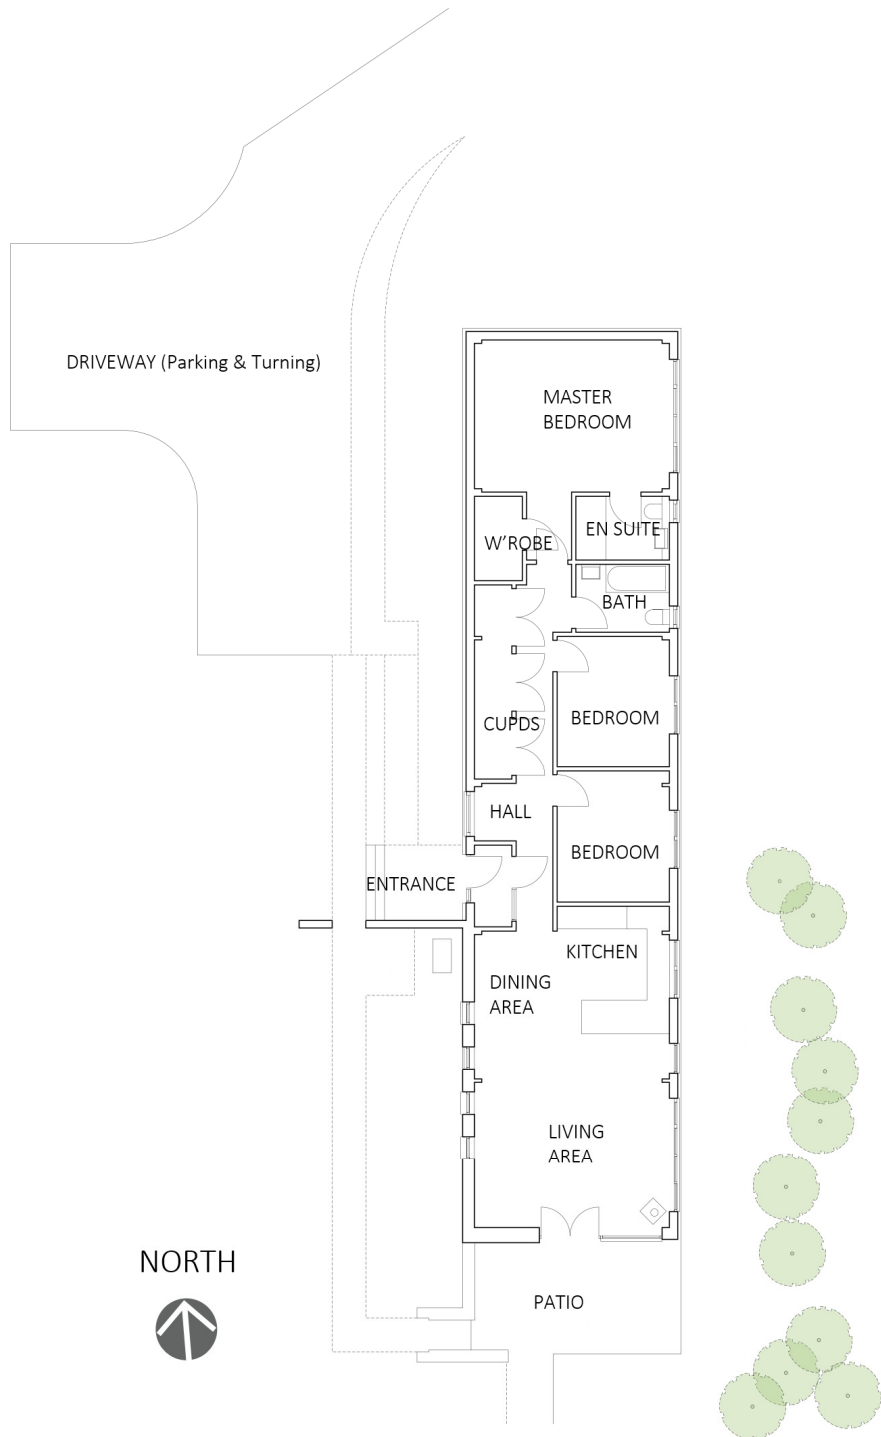 DRIVEWAY (Parking & Turning)
MASTER
BEDROOM
EN SUITE
W'ROBE
BATH
BEDROOM
CUPDS
HALL
BEDROOM
ENTRANCE
KITCHEN
DINING
AREA
LIVING
AREA
NORTH
PATIO